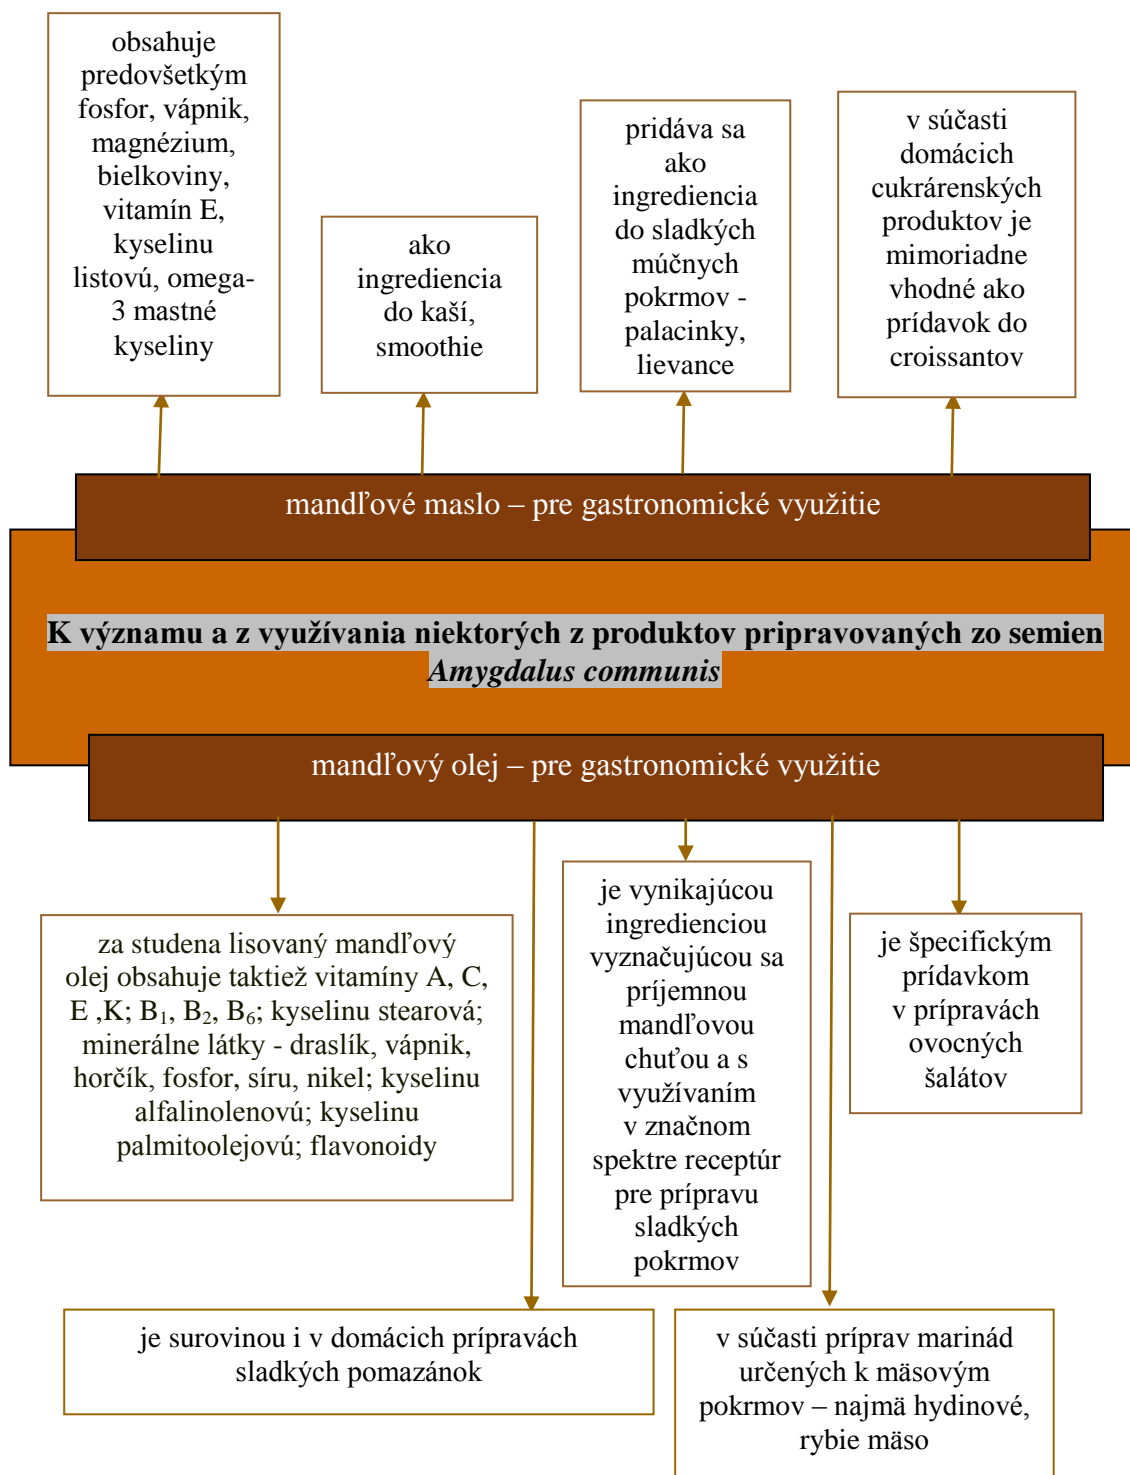 obsahuje
predovšetkým
fosfor, vápnik,
magnézium,
bielkoviny,
vitamín E,
kyselinu
listovú, omega-
3 mastné
kyseliny
ako
ingrediencia
do kaší,
smoothie
pridáva sa
ako
ingrediencia
do sladkých
múčnych
pokrmov -
palacinky,
lievance
v súčasti
domácich
cukrárenských
produktov je
mimoriadne
vhodné ako
prídavok do
croissantov
mandľové maslo – pre gastronomické využitie
K významu a z využívania niektorých z produktov pripravovaných zo semien
Amygdalus communis
mandľový olej – pre gastronomické využitie
za studena lisovaný mandľový
olej obsahuje taktiež vitamíny A, C,
E ,K; B₁, B₂, B₆; kyselinu stearová;
minerálne látky - draslík, vápnik,
horčík, fosfor, síru, nikel; kyselinu
alfalinolenovú; kyselinu
palmitoolejovú; flavonoidy
je vynikajúcou
ingredienciou
vyznačujúcou sa
príjemnou
mandľovou
chuťou a s
využívaním
v značnom
spektre receptúr
pre prípravu
sladkých
pokrmov
je špecifickým
prídavkom
v prípravách
ovocných
šalátov
je surovinou i v domácich prípravách
sladkých pomazánok
v súčasti príprav marinád
určených k mäsovým
pokrmov – najmä hydinové,
rybie mäso